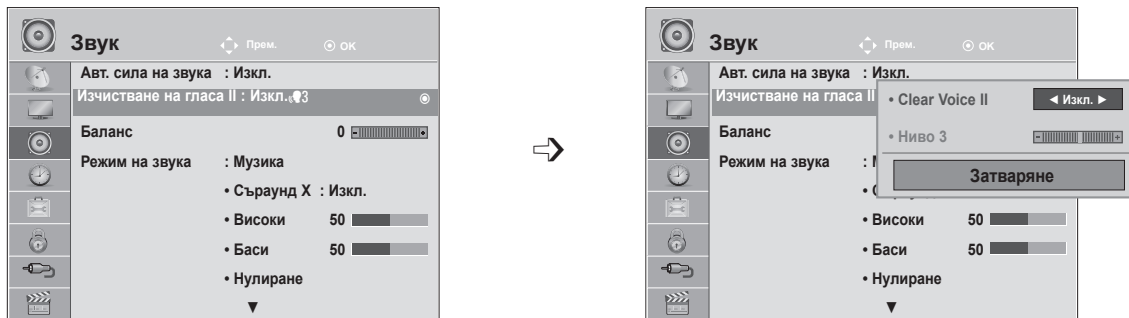 Звук Прем. OK
Авт. сила на звука : Изкл.
Изчистване на гласа II : Изкл. 3
Баланс 0 - +
Режим на звука : Музика
• Съраунд X : Изкл.
• Високи 50
• Баси 50
• Нулиране
▼
Звук Прем. OK
Авт. сила на звука : Изкл.
Изчистване на гласа II
Баланс
Режим на звука
• Високи 50
• Баси 50
• Нулиране
▼
• Clear Voice II ◄ Изкл. ►
• Ниво 3 - +
Затваряне